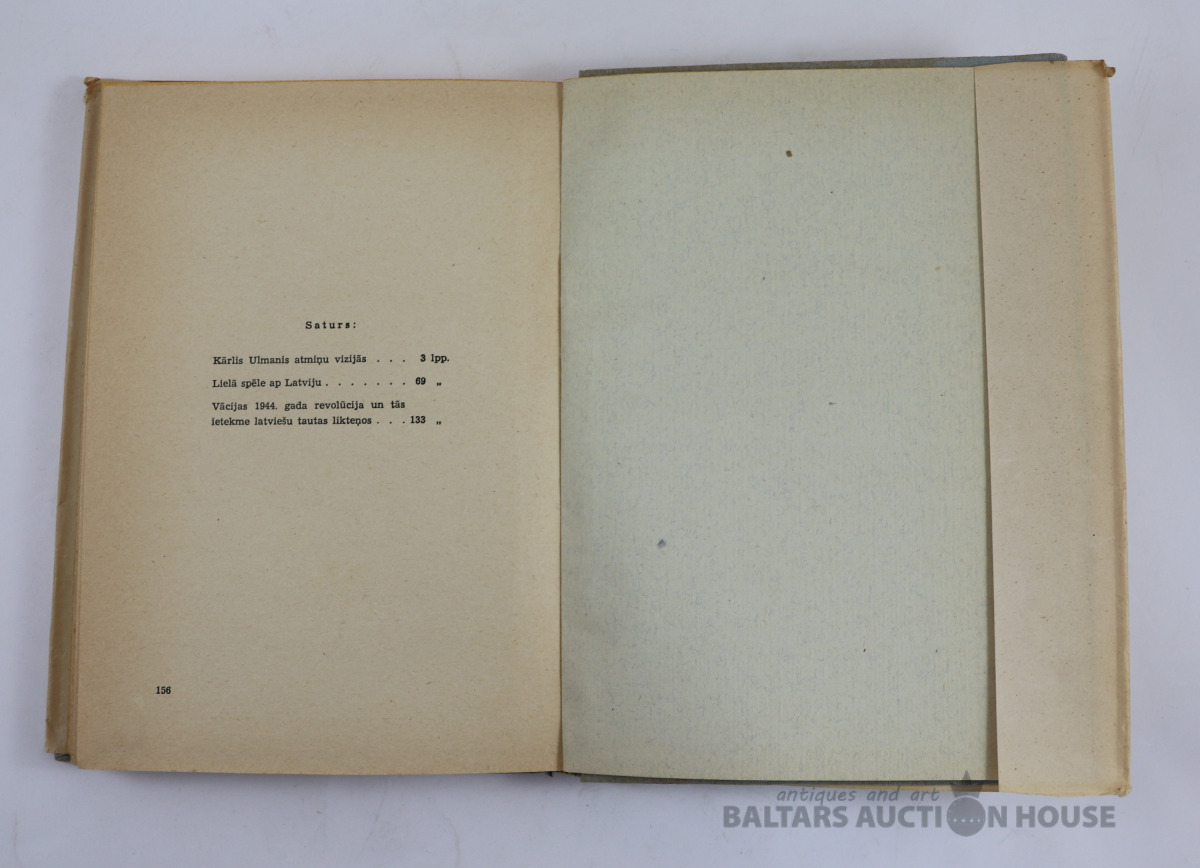 Saturs:
Kārlis Ulmanis atmiņu vizijās . . . 3 lpp.
Lielā spēle ap Latviju . . . . . . . 69 „
Vācijas 1944. gada revolūcija un tās
ietekme latviešu tautas likteņos . . . 133 „
156
antiques and art
BALTARS AUCTION HOUSE